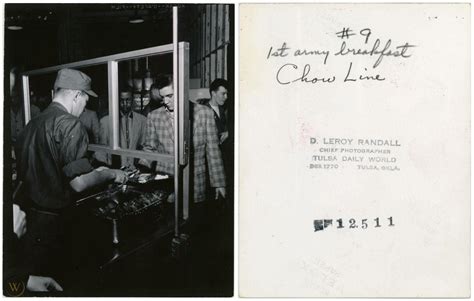 # 9
1st army breakfast
Chow Line
D. LEROY RANDALL
CHIEF PHOTOGRAPHER
TULSA DAILY WORLD
BOX 1770 TULSA, OKLA.
12511
W